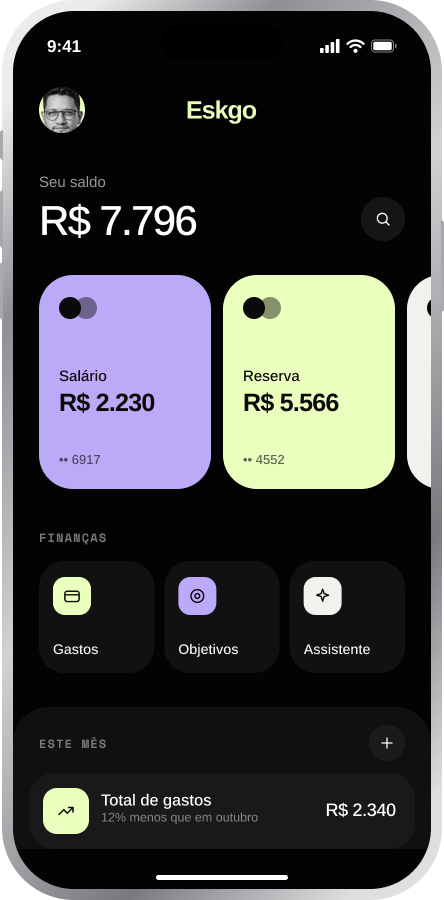 9:41
Eskgo
Seu saldo
R$ 7.796
Salário
R$ 2.230
•• 6917
Reserva
R$ 5.566
•• 4552
FINANÇAS
Gastos
Objetivos
Assistente
ESTE MÊS
Total de gastos
12% menos que em outubro
R$ 2.340